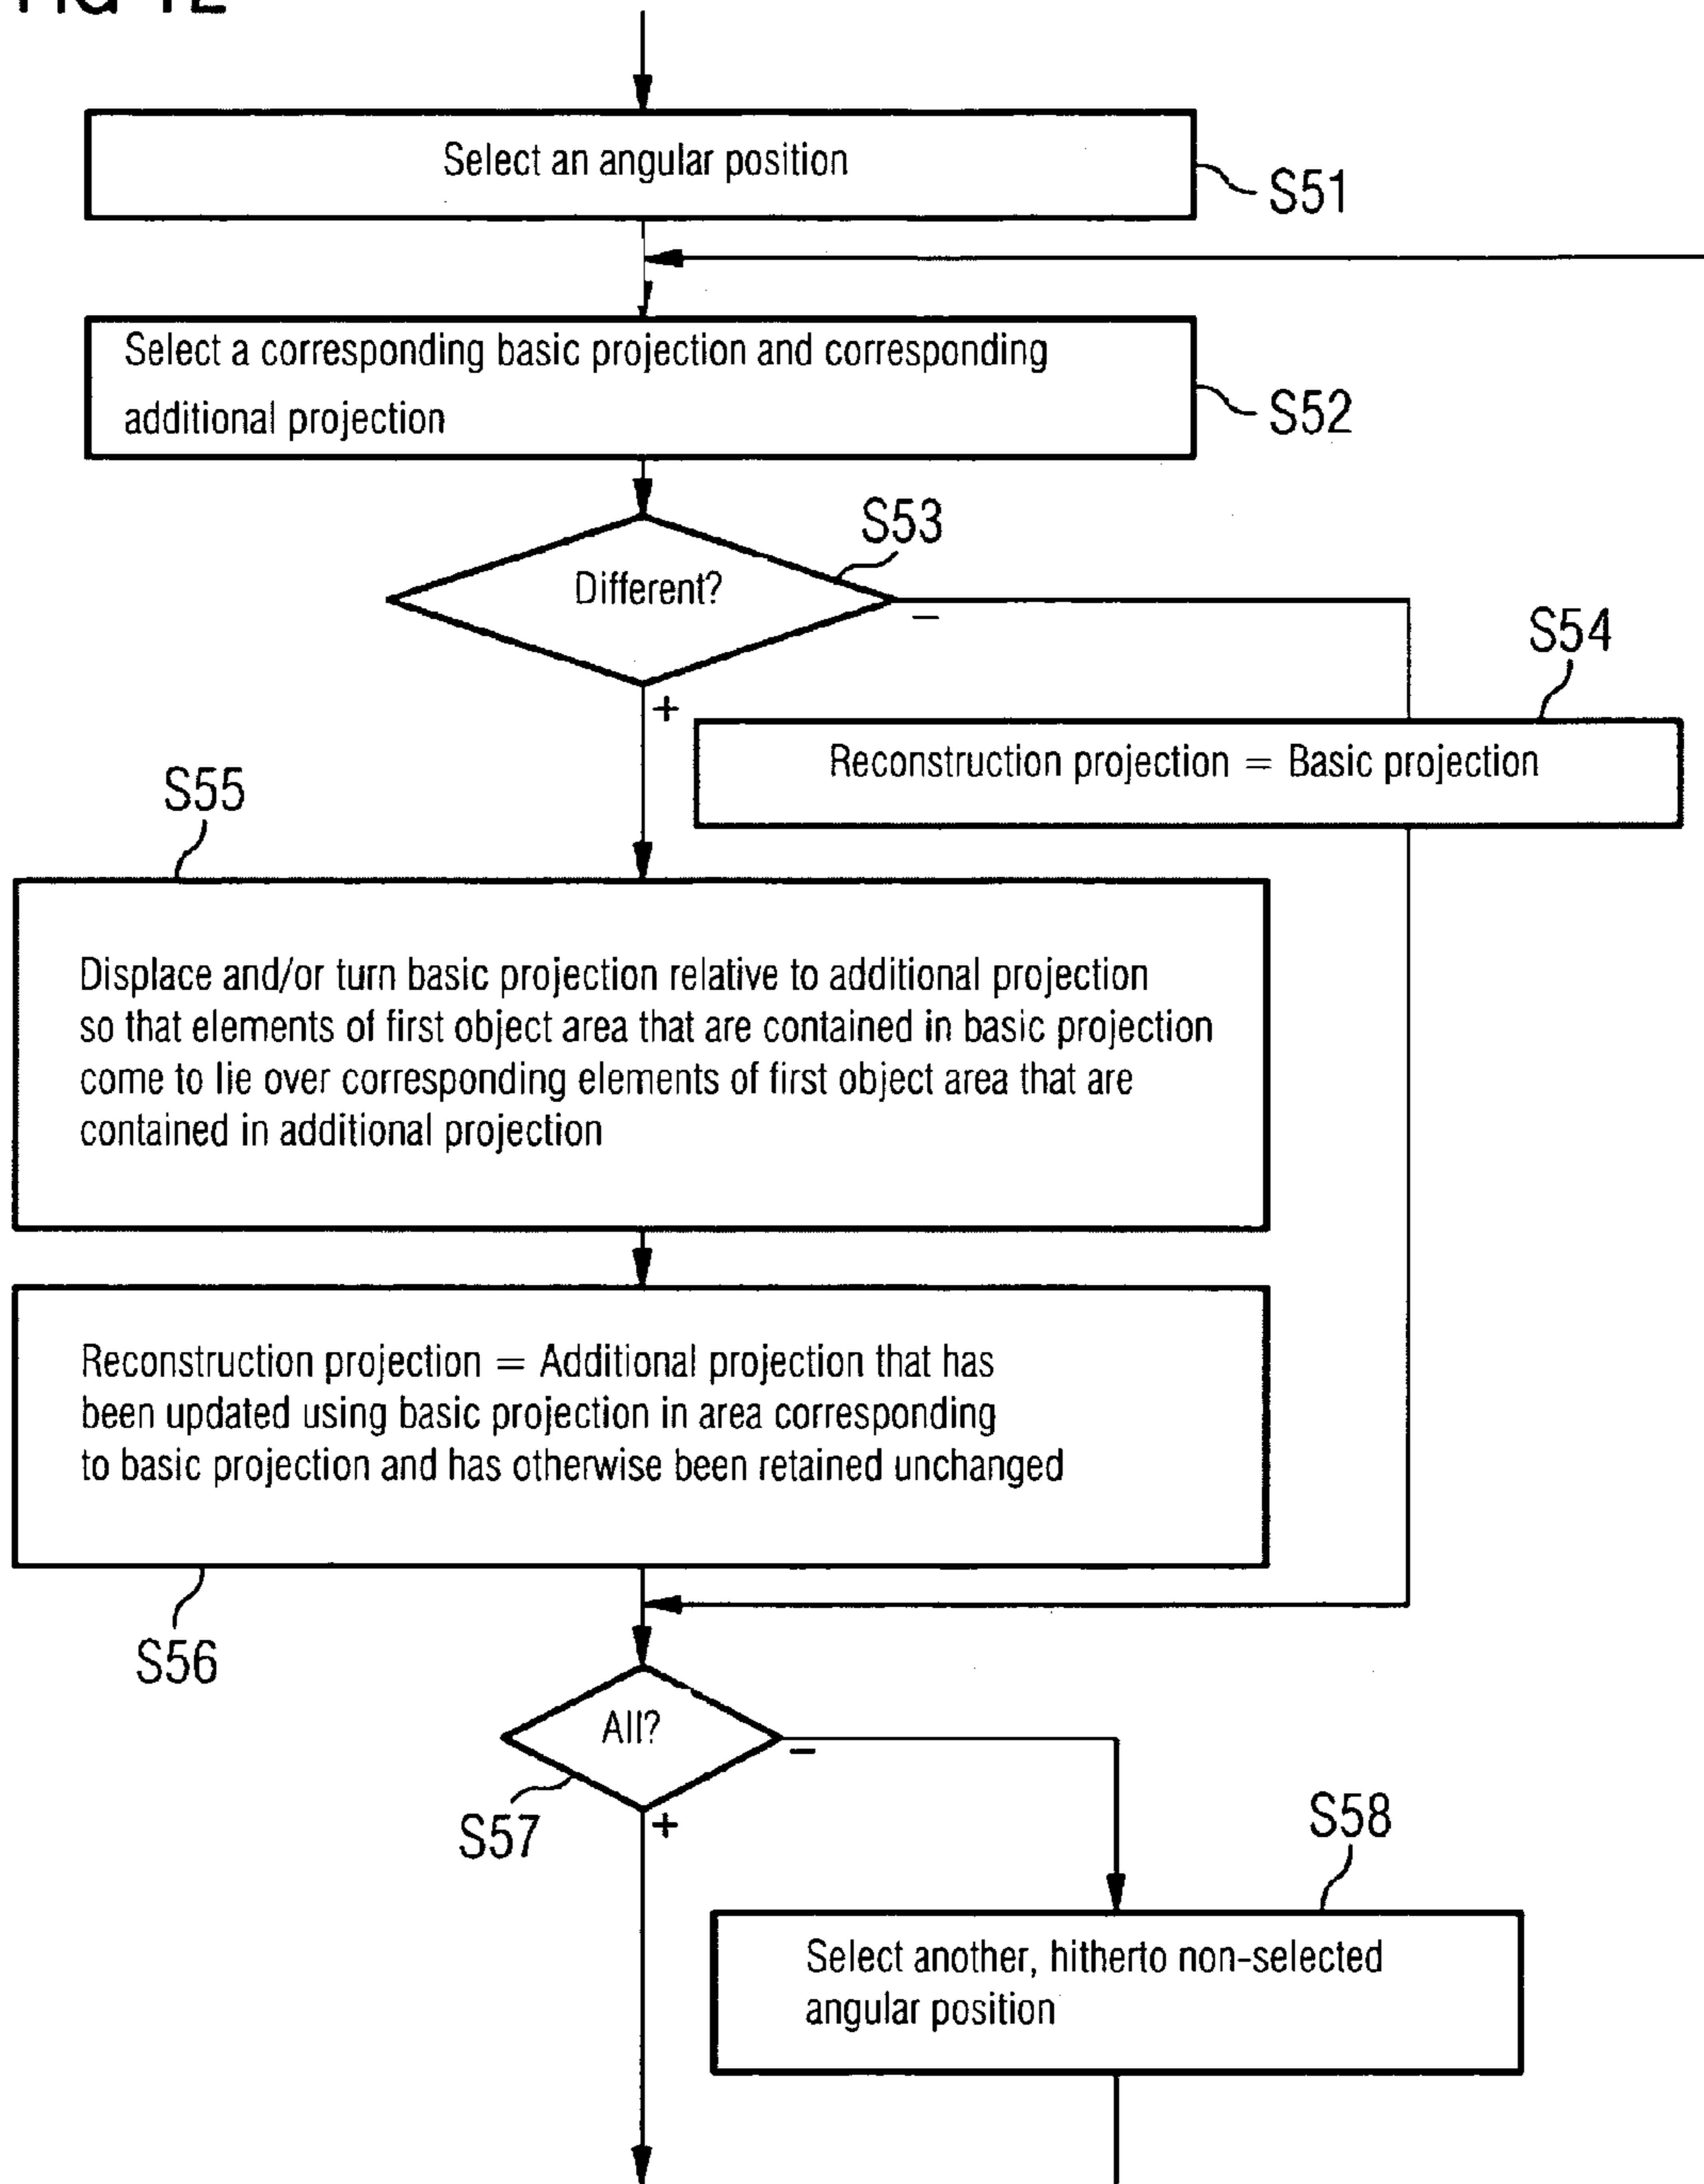 FIG 12
Select an angular position
S51
Select a corresponding basic projection and corresponding
additional projection
S52
S53
Different?
–
+
S54
Reconstruction projection = Basic projection
S55
Displace and/or turn basic projection relative to additional projection
so that elements of first object area that are contained in basic projection
come to lie over corresponding elements of first object area that are
contained in additional projection
Reconstruction projection = Additional projection that has
been updated using basic projection in area corresponding
to basic projection and has otherwise been retained unchanged
S56
All?
–
S57
+
S58
Select another, hitherto non-selected
angular position